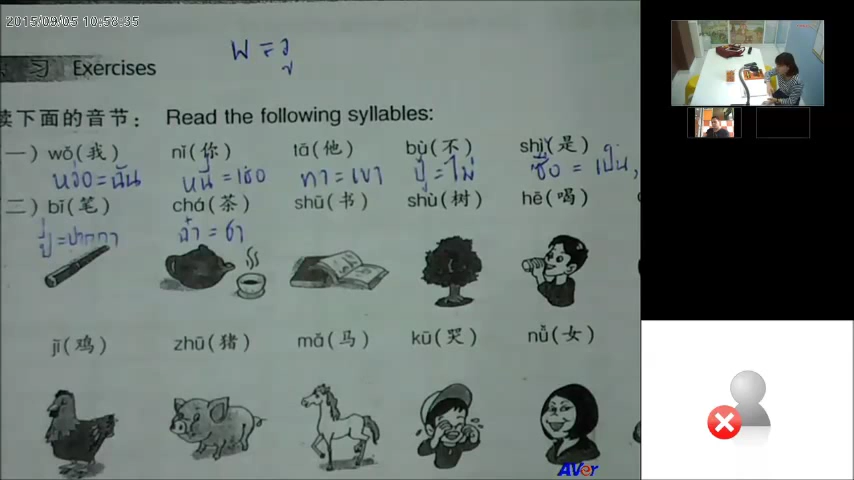 2015/09/05 10:58:35
พ = วู
习 Exercises
读下面的音节： Read the following syllables:
一) wǒ(我) nǐ(你) tā(他) bù(不) shì(是)
หว่อ=ฉัน หนี่=เธอ ทา=เขา ปู้=ไม่ ซื่อ = เป็น,
二) bǐ(笔) chá(茶) shū(书) shù(树) hē(喝)
ปี่=ปากกา ฉา = ชา
jī(鸡) zhū(猪) mǎ(马) kū(哭) nǚ(女)
AVer